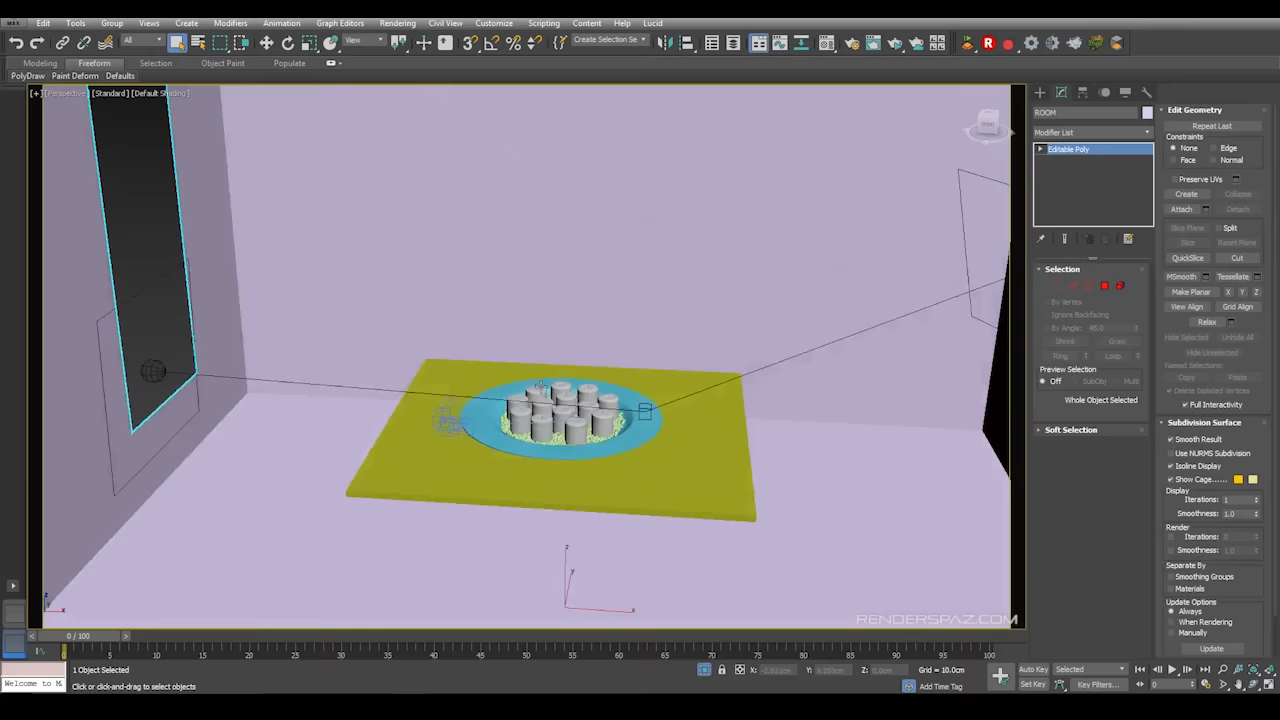 MAX Edit Tools Group Views Create Modifiers Animation Graph Editors Rendering Civil View Customize Scripting Content Help Lucid
All View Create Selection Se
Modeling Freeform Selection Object Paint Populate
PolyDraw Paint Deform Defaults
[+] [Perspective] [Standard] [Default Shading]
FRONT
ROOM
Modifier List
Editable Poly
Selection
By Vertex
Ignore Backfacing
By Angle: 45.0
Shrink Grow
Ring Loop
Preview Selection
Off SubObj Multi
Whole Object Selected
Soft Selection
Edit Geometry
Repeat Last
Constraints
None Edge
Face Normal
Preserve UVs
Create Collapse
Attach Detach
Slice Plane Split
Slice Reset Plane
QuickSlice Cut
MSmooth Tessellate
Make Planar X Y Z
View Align Grid Align
Relax
Hide Selected Unhide All
Hide Unselected
Named Selections:
Copy Paste
Delete Isolated Vertices
Full Interactivity
Subdivision Surface
Smooth Result
Use NURMS Subdivision
Isoline Display
Show Cage......
Display
Iterations: 1
Smoothness: 1.0
Render
Iterations: 0
Smoothness: 1.0
Separate By
Smoothing Groups
Materials
Update Options
Always
When Rendering
Manually
Update
z
y
x
z
x
RENDERSPAZ.COM
< 0 / 100 >
0 5 10 15 20 25 30 35 40 45 50 55 60 65 70 75 80 85 90 95 100
1 Object Selected
Welcome to M
Click or click-and-drag to select objects
X: Y: Z: 0.0cm Grid = 10.0cm
Add Time Tag
Auto Key Selected
Set Key Key Filters...
0